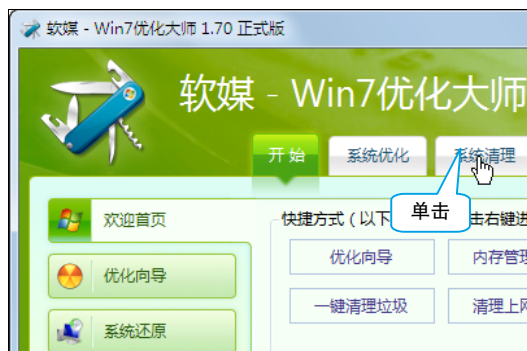 软媒 - Win7优化大师 1.70 正式版
软媒 - Win7优化大师
开始 系统优化 系统清理
单击
欢迎首页
快捷方式(以下 击右键进
优化向导
优化向导 内存管理
一键清理垃圾 清理上网
系统还原